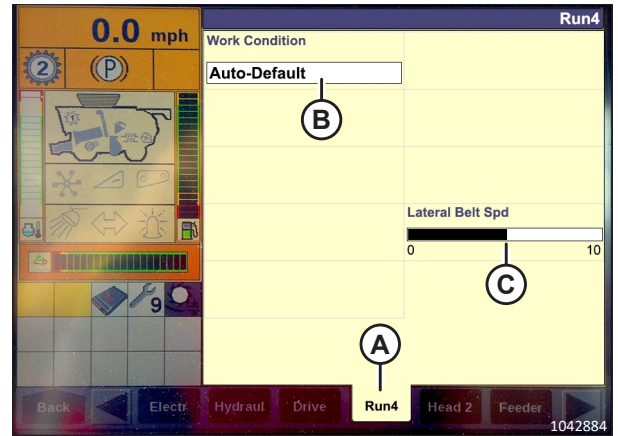 Run4
0.0 mph
Work Condition
2
(P)
Auto-Default
B
Lateral Belt Spd
0 10
C
9
A
Back Electr Hydraul Drive Run4 Head 2 Feeder
1042884